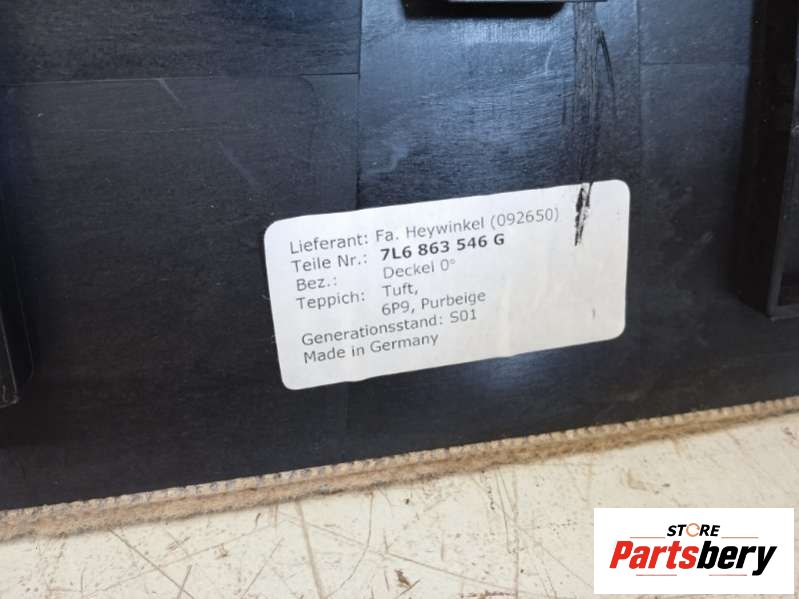 Lieferant: Fa. Heywinkel (092650)
Teile Nr.: 7L6 863 546 G
Bez.: Deckel 0°
Teppich: Tuft,
6P9, Purbeige
Generationsstand: S01
Made in Germany
STORE
Partsbery